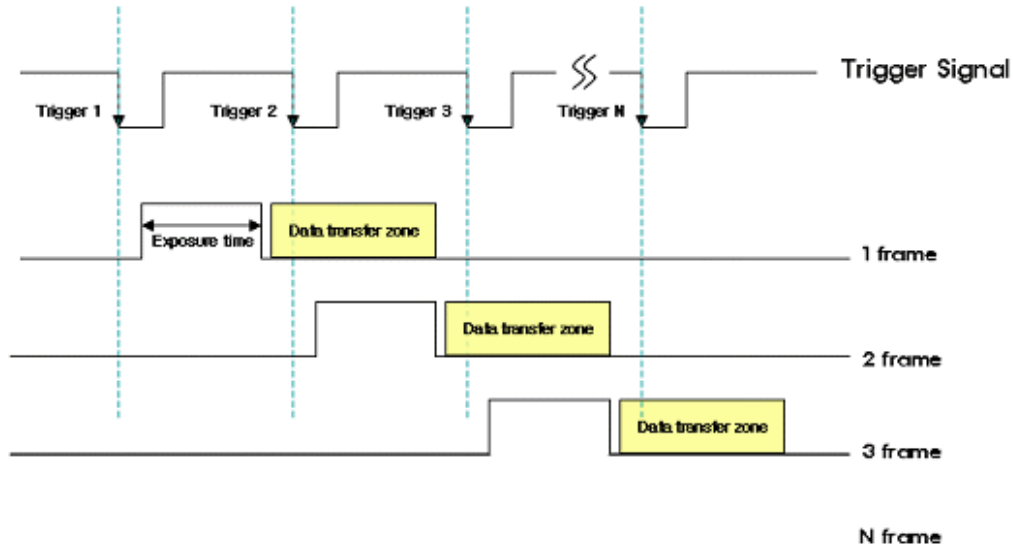 Trigger Signal
Trigger 1
Trigger 2
Trigger 3
Trigger N
Exposure time
Data transfer zone
1 frame
Data transfer zone
2 frame
Data transfer zone
3 frame
N frame